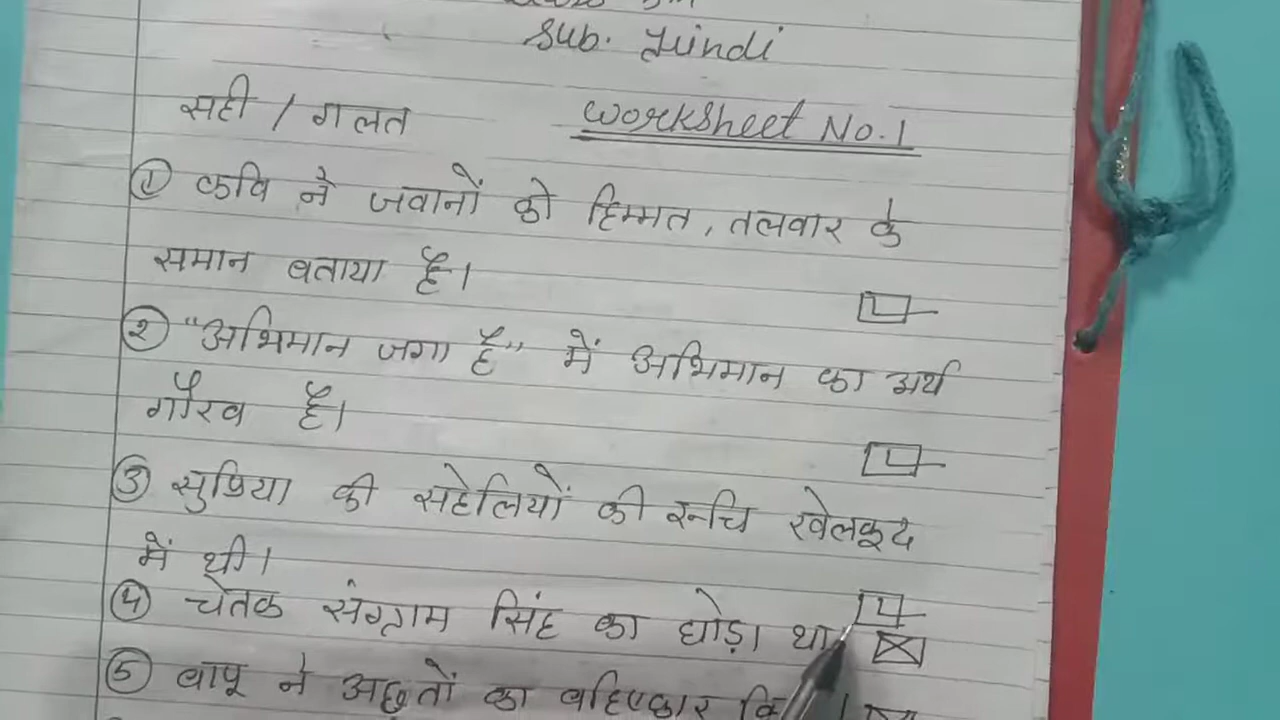 Sub. Hindi
सही / गलत Worksheet No. 1
① कवि ने जवानों को हिम्मत, तलवार के
समान बताया है।
② "अभिमान जगा है" में अभिमान का अर्थ
गौरव है।
③ सुप्रिया की सहेलियों की रूचि खेलकूद
में थी।
④ चेतक संग्राम सिंह का घोड़ा था
⑤ बापू ने अछूतों का बहिष्कार